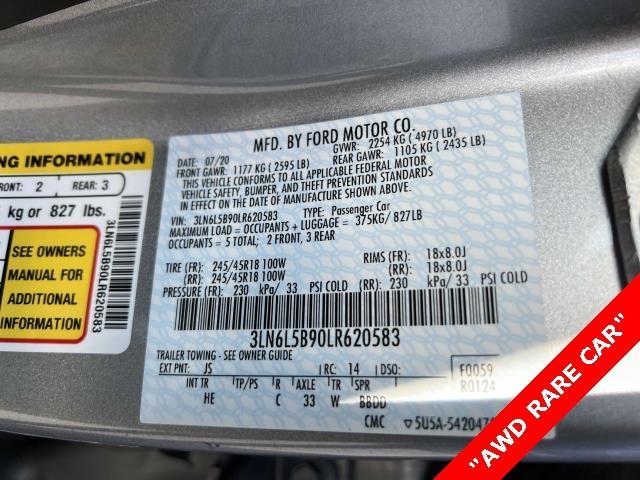 NG INFORMATION
FRONT: 2 REAR: 3
kg or 827 lbs.
SEE OWNERS
MANUAL FOR
ADDITIONAL
INFORMATION
3LN6L5B90LR620583
MFD. BY FORD MOTOR CO.
DATE: 07/20 GVWR: 2254 KG ( 4970 LB)
FRONT GAWR: 1177 KG ( 2595 LB) REAR GAWR: 1105 KG ( 2435 LB)
THIS VEHICLE CONFORMS TO ALL APPLICABLE FEDERAL MOTOR
VEHICLE SAFETY, BUMPER, AND THEFT PREVENTION STANDARDS
IN EFFECT ON THE DATE OF MANUFACTURE SHOWN ABOVE.
VIN: 3LN6L5B90LR620583 TYPE: Passenger Car
MAXIMUM LOAD = OCCUPANTS + LUGGAGE = 375KG/ 827LB
OCCUPANTS = 5 TOTAL; 2 FRONT, 3 REAR
TIRE (FR): 245/45R18 100W RIMS (FR): 18x8.0J
(RR): 245/45R18 100W (RR): 18x8.0J
PRESSURE (FR): 230 kPa/ 33 PSI COLD (RR): 230 kPa/ 33 PSI COLD
3LN6L5B90LR620583
TRAILER TOWING - SEE OWNER GUIDE
EXT PNT: JS RC: 14 DSO: F0059
INT TR TP/PS R AXLE TR SPR R0124
HE C 33 W BBDD
CMC ▽5U5A-542047
"AWD RARE CAR"